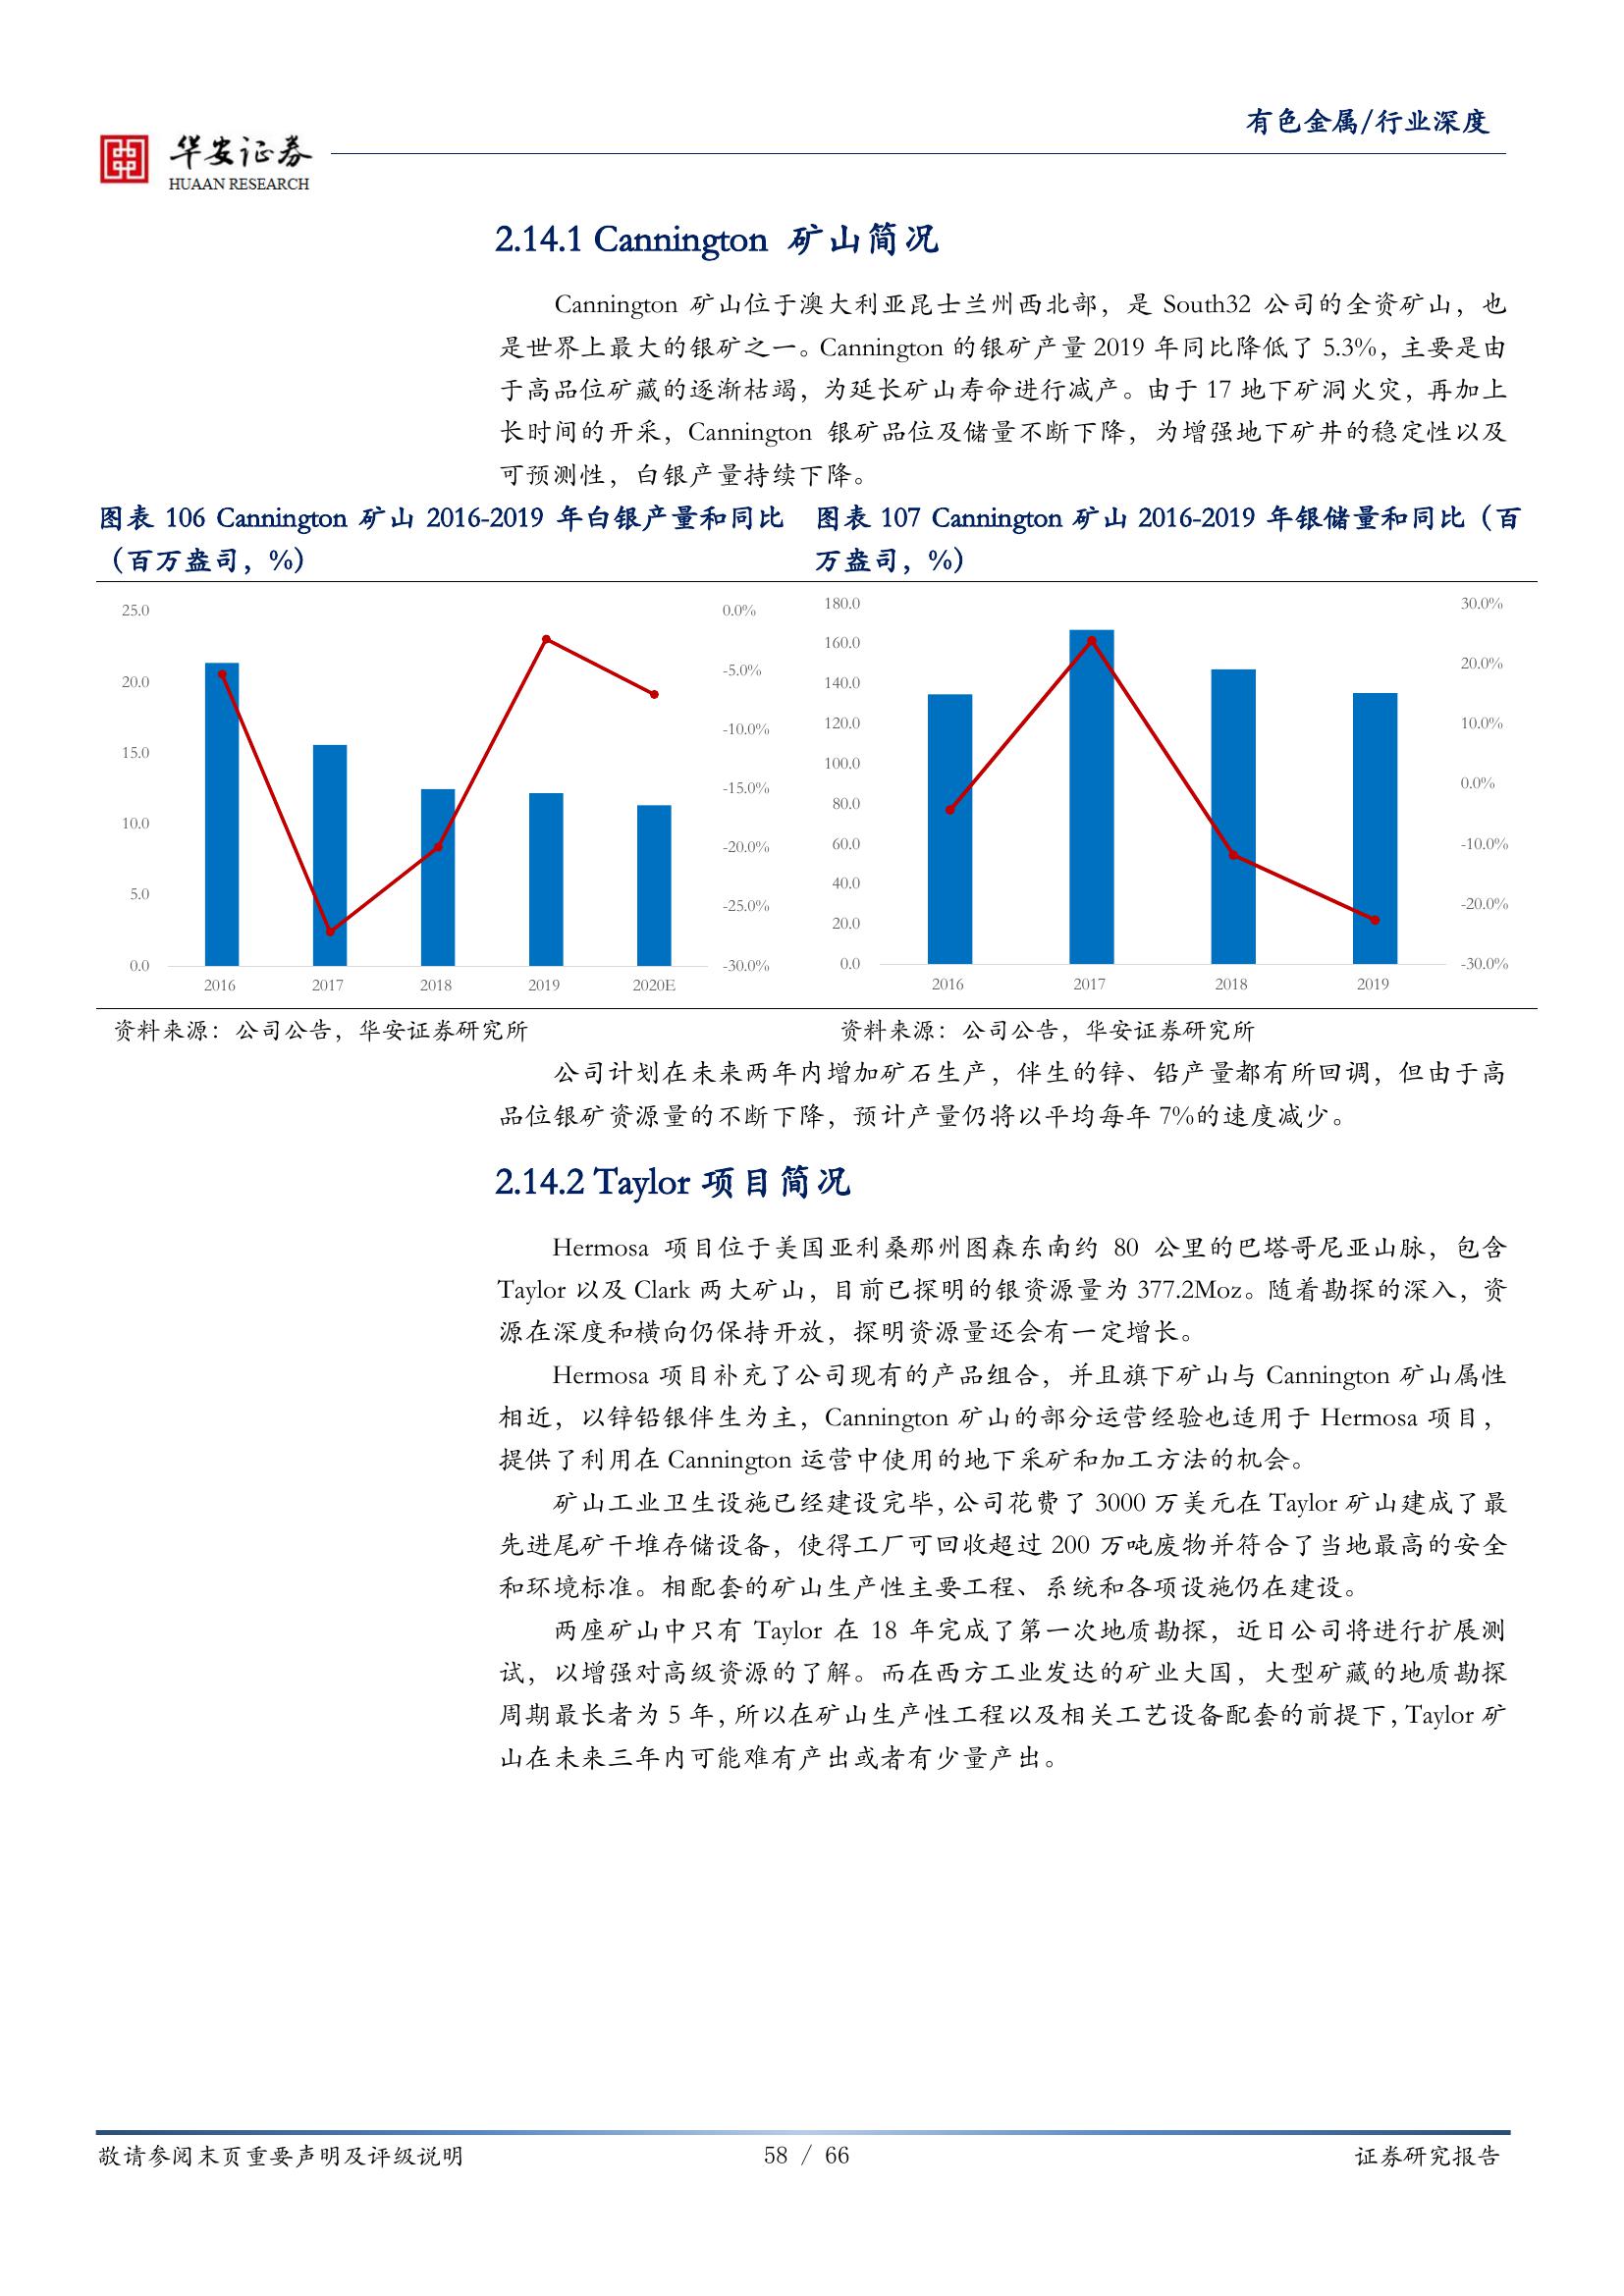 有色金属/行业深度
华安证券
HUAAN RESEARCH
2.14.1 Cannington 矿山简况
Cannington 矿山位于澳大利亚昆士兰州西北部，是 South32 公司的全资矿山，也
是世界上最大的银矿之一。Cannington 的银矿产量 2019 年同比降低了 5.3%，主要是由
于高品位矿藏的逐渐枯竭，为延长矿山寿命进行减产。由于 17 地下矿洞火灾，再加上
长时间的开采，Cannington 银矿品位及储量不断下降，为增强地下矿井的稳定性以及
可预测性，白银产量持续下降。
图表 106 Cannington 矿山 2016-2019 年白银产量和同比
（百万盎司，%）
图表 107 Cannington 矿山 2016-2019 年银储量和同比（百
万盎司，%）
25.0
20.0
15.0
10.0
5.0
0.0
0.0%
-5.0%
-10.0%
-15.0%
-20.0%
-25.0%
-30.0%
2016 2017 2018 2019 2020E
180.0
160.0
140.0
120.0
100.0
80.0
60.0
40.0
20.0
0.0
30.0%
20.0%
10.0%
0.0%
-10.0%
-20.0%
-30.0%
2016 2017 2018 2019
资料来源：公司公告，华安证券研究所
资料来源：公司公告，华安证券研究所
公司计划在未来两年内增加矿石生产，伴生的锌、铅产量都有所回调，但由于高
品位银矿资源量的不断下降，预计产量仍将以平均每年 7%的速度减少。
2.14.2 Taylor 项目简况
Hermosa 项目位于美国亚利桑那州图森东南约 80 公里的巴塔哥尼亚山脉，包含
Taylor 以及 Clark 两大矿山，目前已探明的银资源量为 377.2Moz。随着勘探的深入，资
源在深度和横向仍保持开放，探明资源量还会有一定增长。
Hermosa 项目补充了公司现有的产品组合，并且旗下矿山与 Cannington 矿山属性
相近，以锌铅银伴生为主，Cannington 矿山的部分运营经验也适用于 Hermosa 项目，
提供了利用在 Cannington 运营中使用的地下采矿和加工方法的机会。
矿山工业卫生设施已经建设完毕，公司花费了 3000 万美元在 Taylor 矿山建成了最
先进尾矿干堆存储设备，使得工厂可回收超过 200 万吨废物并符合了当地最高的安全
和环境标准。相配套的矿山生产性主要工程、系统和各项设施仍在建设。
两座矿山中只有 Taylor 在 18 年完成了第一次地质勘探，近日公司将进行扩展测
试，以增强对高级资源的了解。而在西方工业发达的矿业大国，大型矿藏的地质勘探
周期最长者为 5 年，所以在矿山生产性工程以及相关工艺设备配套的前提下，Taylor 矿
山在未来三年内可能难有产出或者有少量产出。
敬请参阅末页重要声明及评级说明
58 / 66
证券研究报告